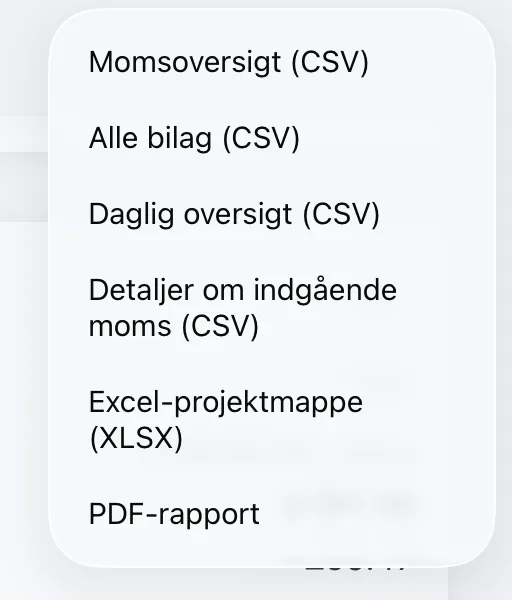 Momsoversigt (CSV)
Alle bilag (CSV)
Daglig oversigt (CSV)
Detaljer om indgående
moms (CSV)
Excel-projektmappe
(XLSX)
PDF-rapport